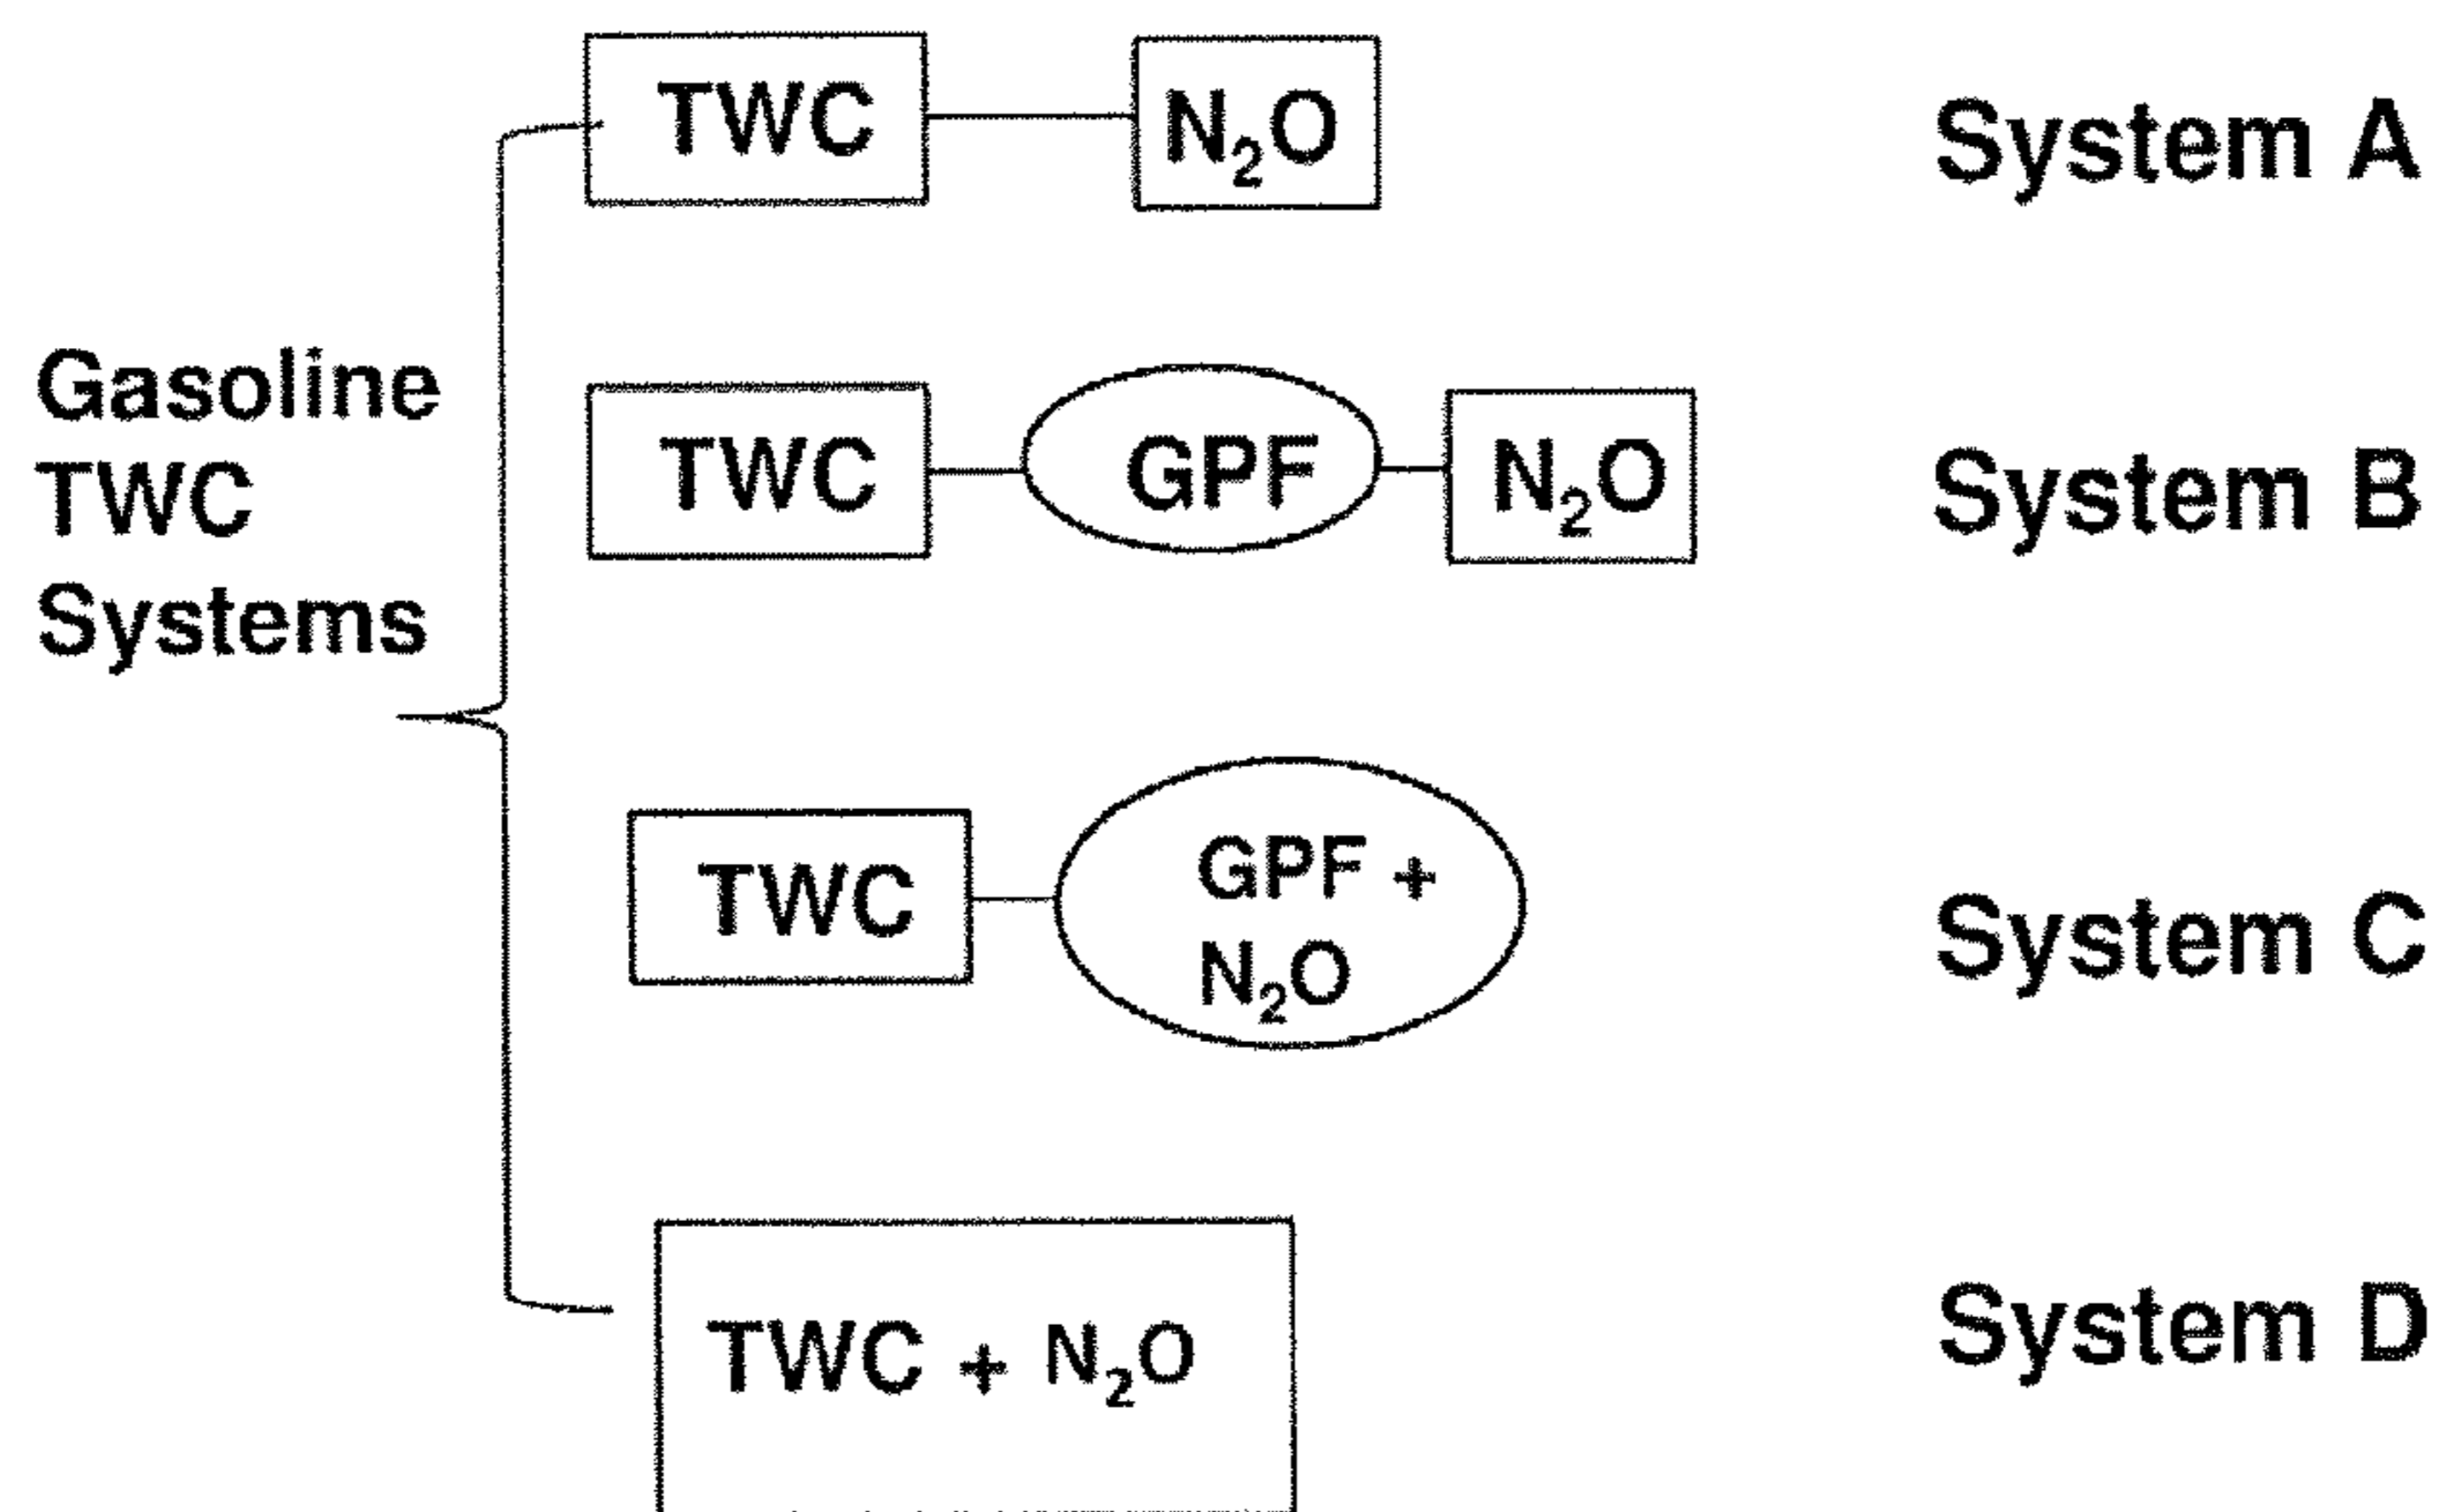 TWC
N₂O
System A
Gasoline
TWC
Systems
TWC
GPF
N₂O
System B
TWC
GPF +
N₂O
System C
TWC + N₂O
System D